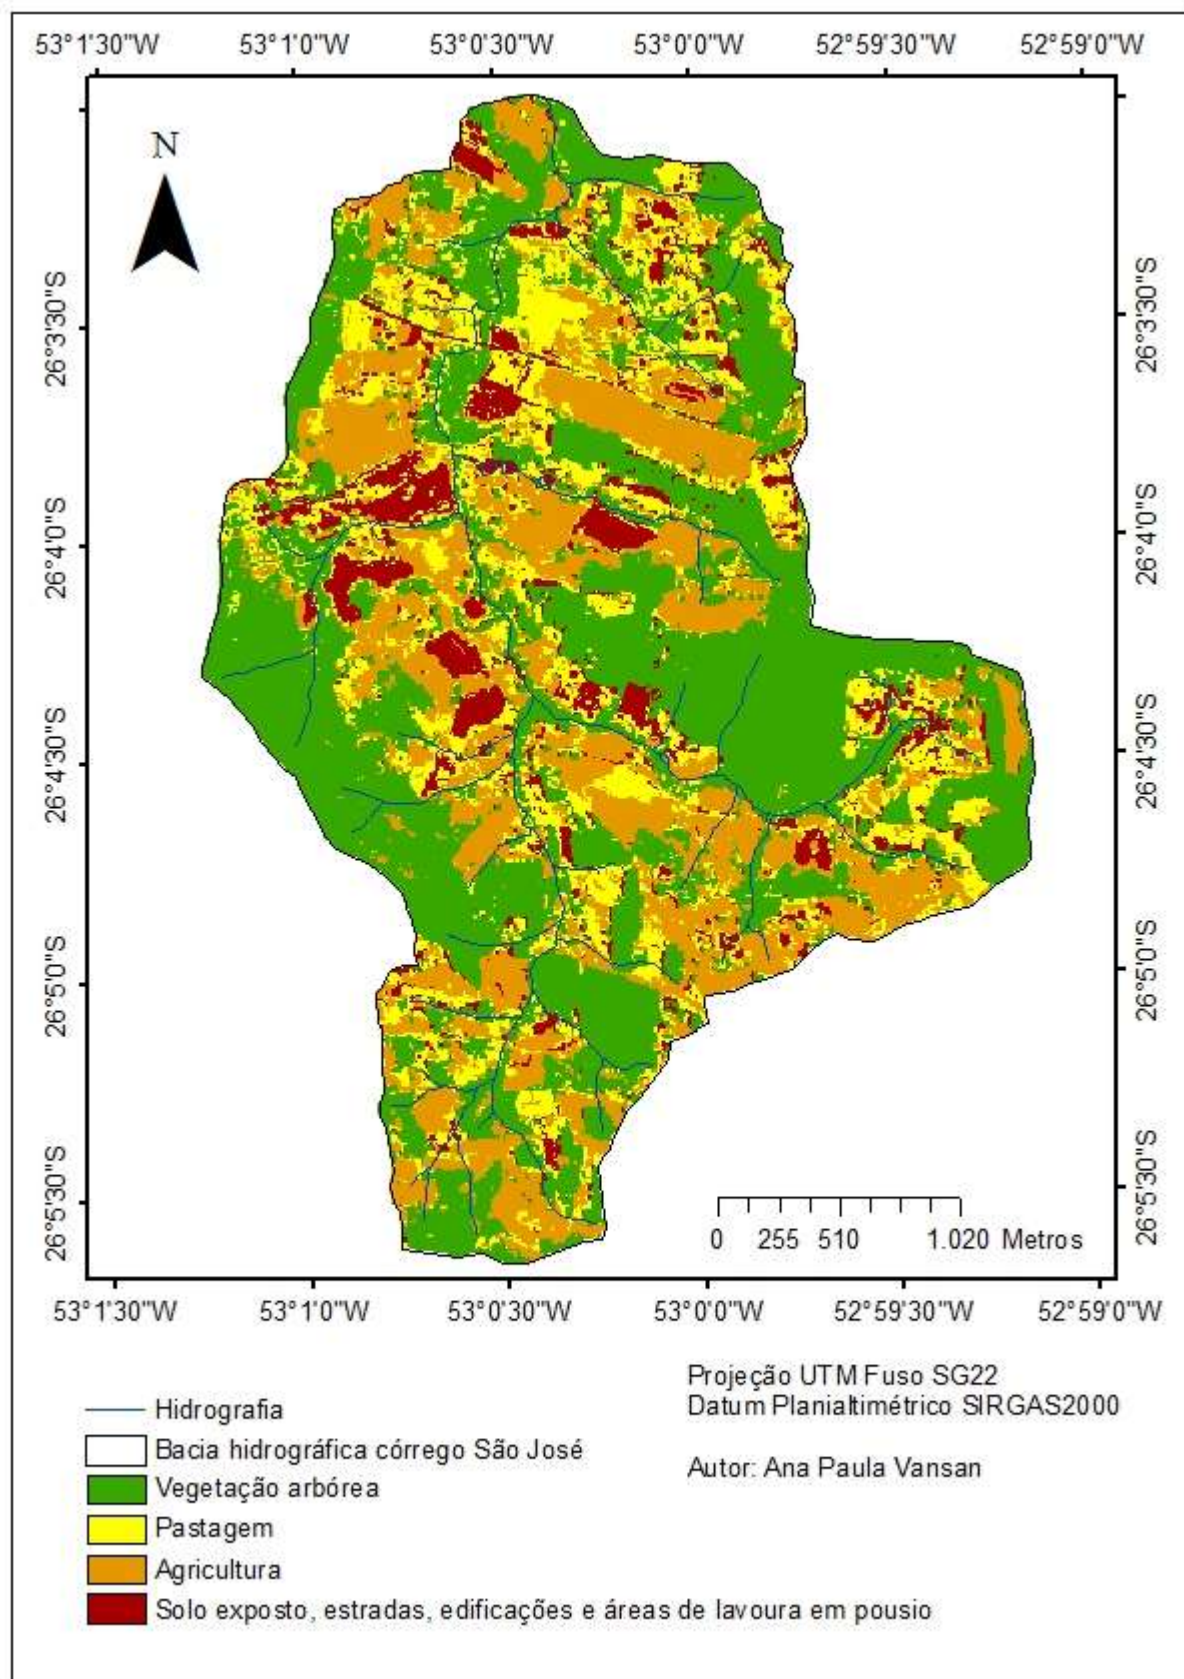 53°1'30"W 53°1'0"W 53°0'30"W 53°0'0"W 52°59'30"W 52°59'0"W
N
26°3'30"S 26°3'30"S
26°4'0"S 26°4'0"S
26°4'30"S 26°4'30"S
26°5'0"S 26°5'0"S
26°5'30"S 26°5'30"S
0 255 510 1.020 Metros
53°1'30"W 53°1'0"W 53°0'30"W 53°0'0"W 52°59'30"W 52°59'0"W
Hidrografia
Bacia hidrográfica córrego São José
Vegetação arbórea
Pastagem
Agricultura
Solo exposto, estradas, edificações e áreas de lavoura em pousio
Projeção UTM Fuso SG22
Datum Planialtimétrico SIRGAS2000
Autor: Ana Paula Vansan